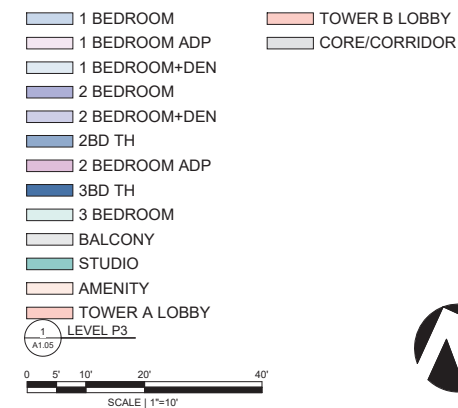 1 BEDROOM
1 BEDROOM ADP
1 BEDROOM+DEN
2 BEDROOM
2 BEDROOM+DEN
2BD TH
2 BEDROOM ADP
3BD TH
3 BEDROOM
BALCONY
STUDIO
AMENITY
TOWER A LOBBY
TOWER B LOBBY
CORE/CORRIDOR
1 LEVEL P3
A1.05
0 5' 10' 20' 40'
SCALE | 1"=10'